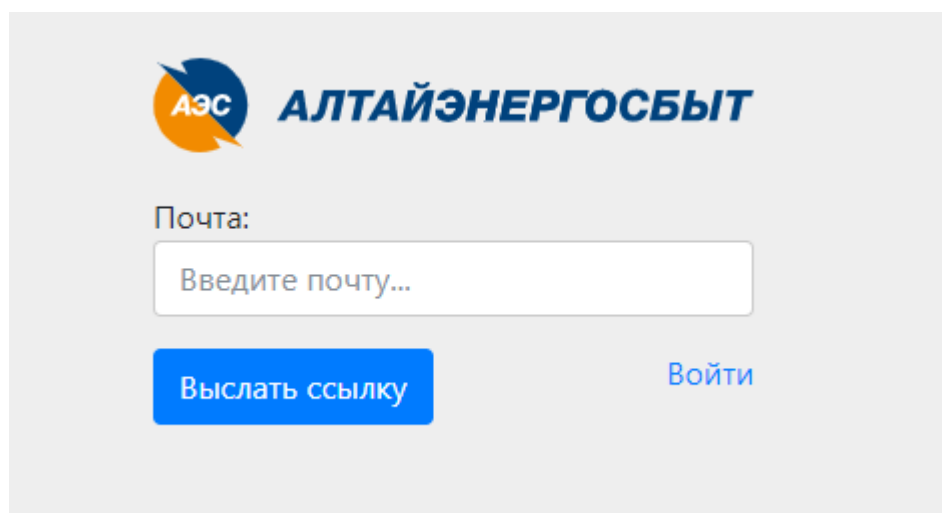 АЭС АЛТАЙЭНЕРГОСБЫТ
Почта:
Введите почту...
Выслать ссылку Войти